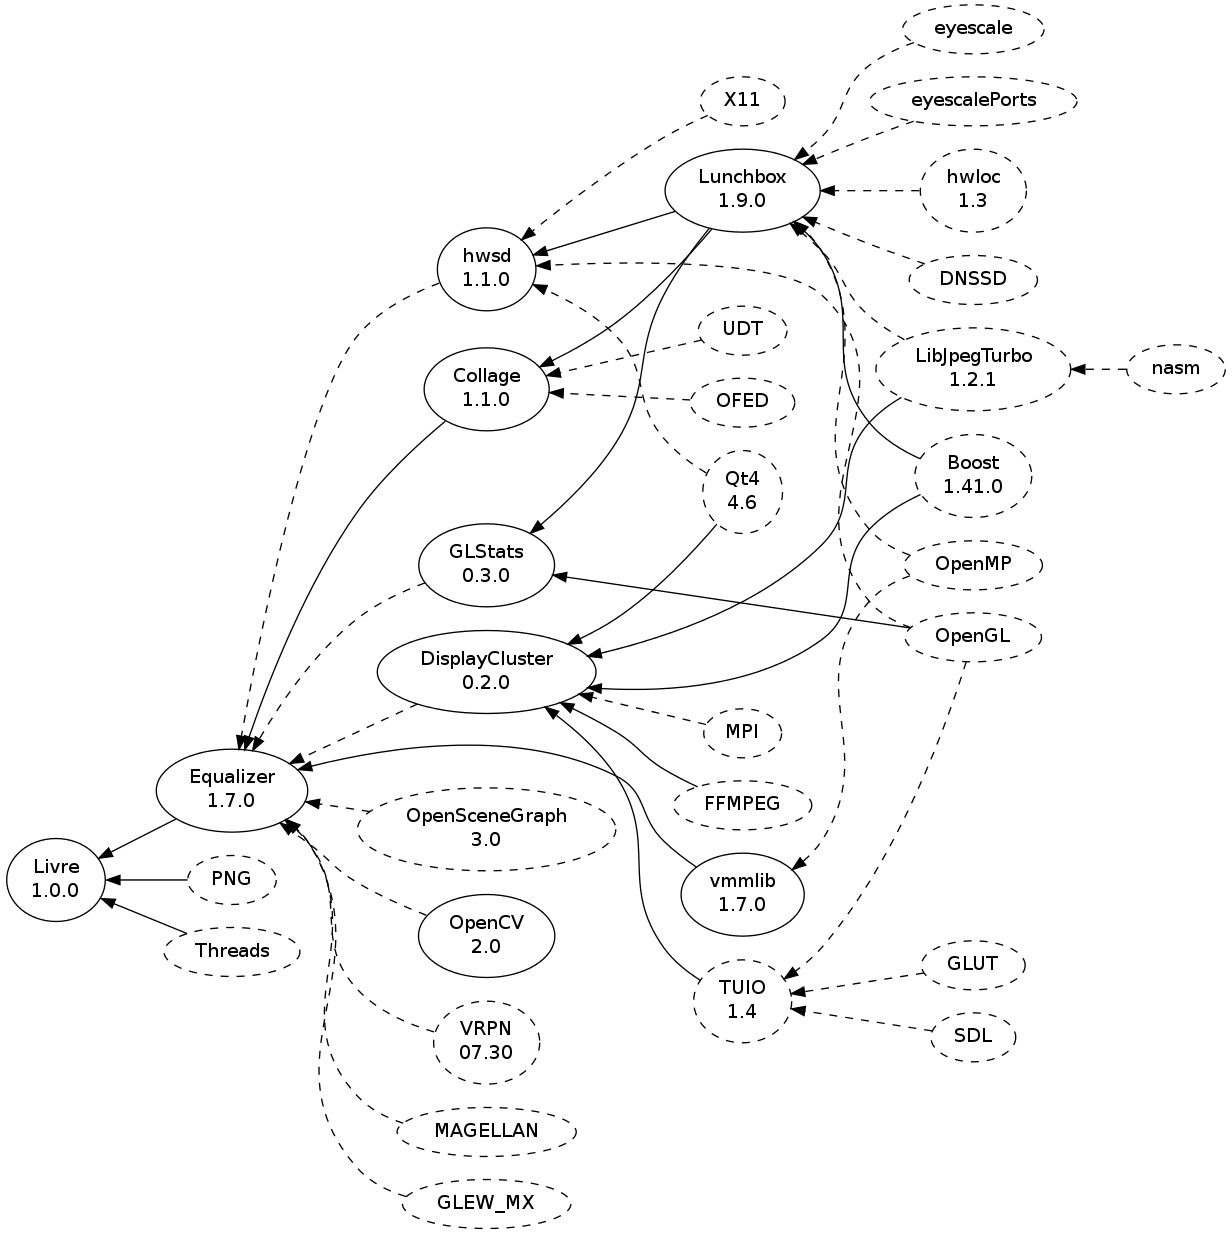 eyescale
X11
eyescalePorts
Lunchbox
1.9.0
hwloc
1.3
hwsd
1.1.0
DNSSD
UDT
LibJpegTurbo
1.2.1
nasm
Collage
1.1.0
OFED
Boost
1.41.0
Qt4
4.6
GLStats
0.3.0
OpenMP
OpenGL
DisplayCluster
0.2.0
MPI
Equalizer
1.7.0
FFMPEG
OpenSceneGraph
3.0
Livre
1.0.0
PNG
vmmlib
1.7.0
OpenCV
2.0
Threads
GLUT
TUIO
1.4
SDL
VRPN
07.30
MAGELLAN
GLEW_MX